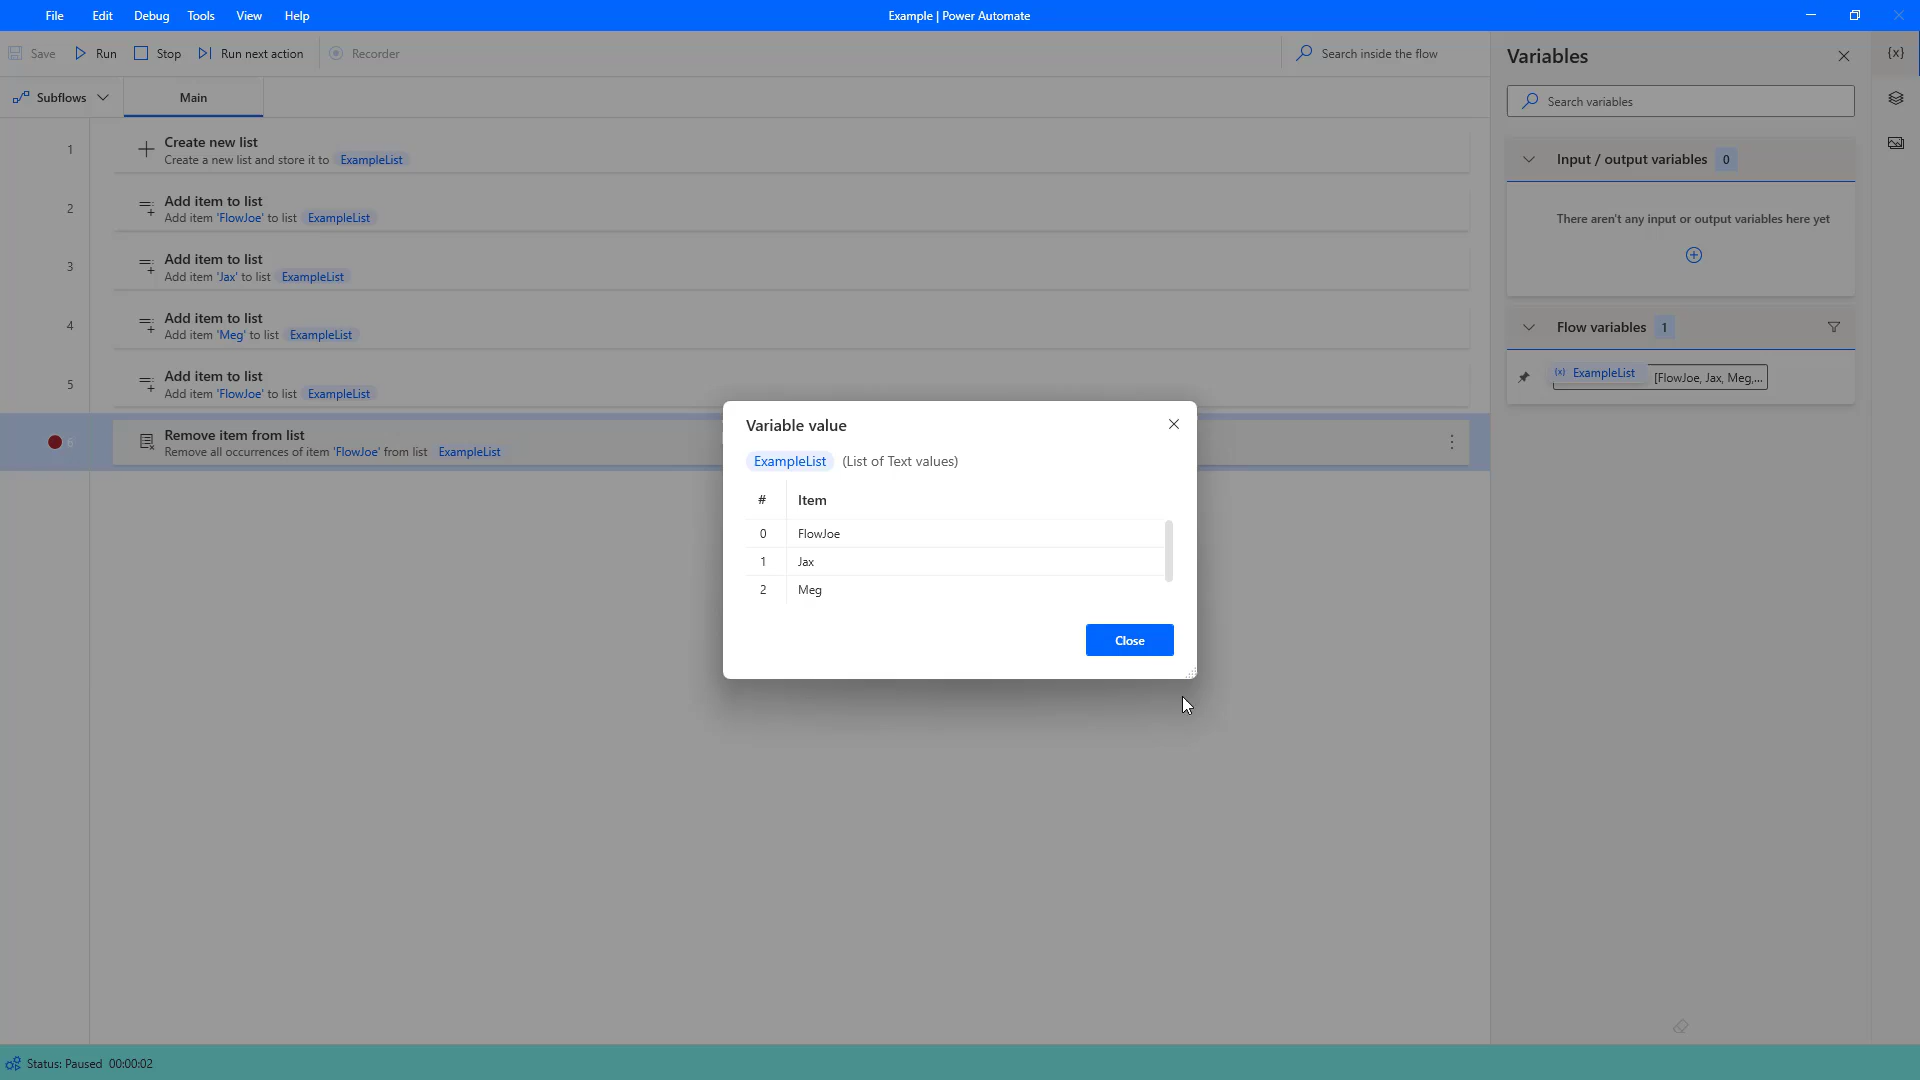 File Edit Debug Tools View Help Example | Power Automate
Save Run Stop Run next action Recorder Search inside the flow
Subflows Main
1 Create new list
Create a new list and store it to ExampleList
2 Add item to list
Add item 'FlowJoe' to list ExampleList
3 Add item to list
Add item 'Jax' to list ExampleList
4 Add item to list
Add item 'Meg' to list ExampleList
5 Add item to list
Add item 'FlowJoe' to list ExampleList
6 Remove item from list
Remove all occurrences of item 'FlowJoe' from list ExampleList
Variable value
ExampleList (List of Text values)
# Item
0 FlowJoe
1 Jax
2 Meg
Close
Variables {x}
Search variables
Input / output variables 0
There aren't any input or output variables here yet
Flow variables 1
{x} ExampleList [FlowJoe, Jax, Meg,...
Status: Paused 00:00:02